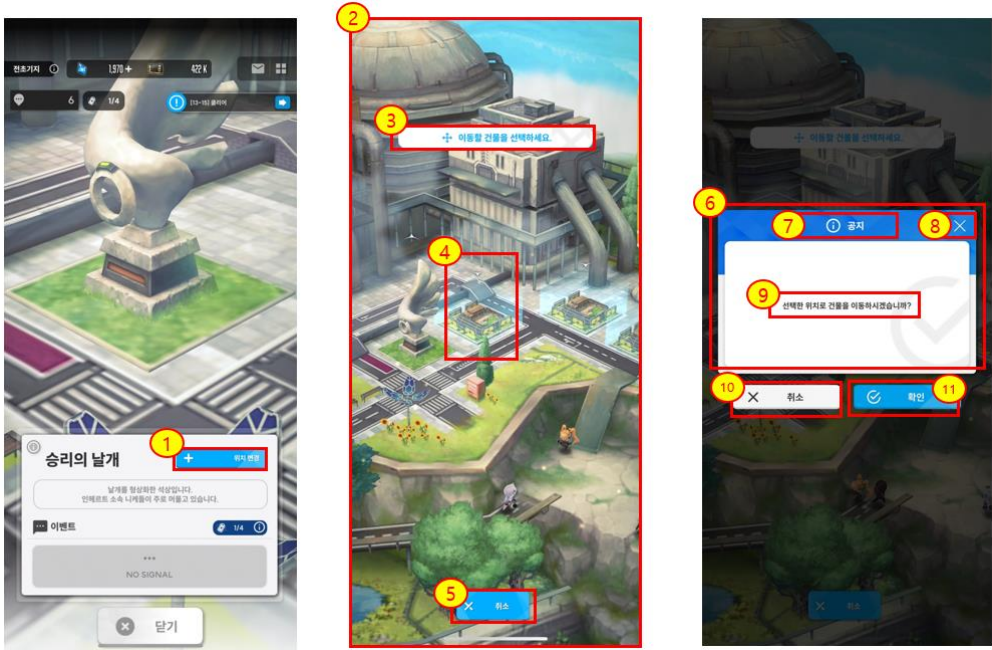 전초기지
1,970 +
422 K
6
1/4
[13-15] 클리어
1
승리의 날개
위치 변경
날개를 형상화한 석상입니다.
인헤르트 소속 니케들이 주로 머물고 있습니다.
이벤트
1/4
NO SIGNAL
닫기
2
3
이동할 건물을 선택하세요.
4
5
취소
이동할 건물을 선택하세요.
6
7
공지
8
9
선택한 위치로 건물을 이동하시겠습니까?
10
취소
11
확인
취소